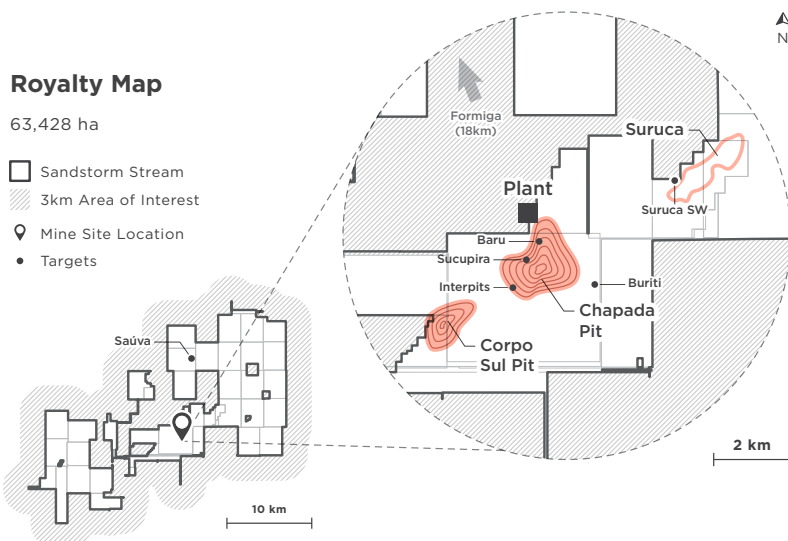 Royalty Map
63,428 ha
Sandstorm Stream
3km Area of Interest
Mine Site Location
Targets
Saúva
10 km
N
Formiga
(18km)
Suruca
Plant
Suruca SW
Baru
Sucupira
Interpits
Buriti
Chapada
Pit
Corpo
Sul Pit
2 km